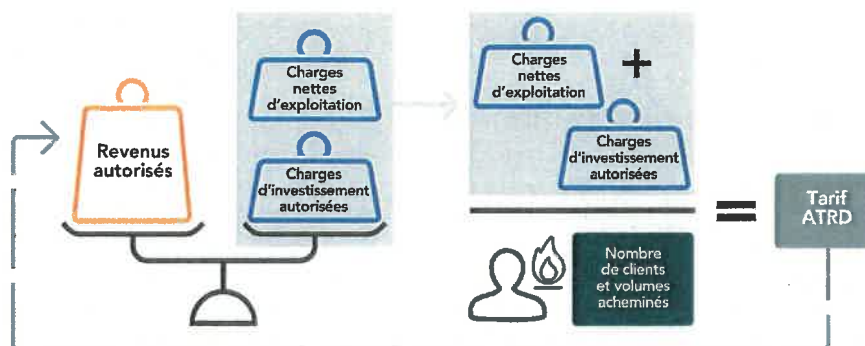 Revenus
autorisés
Charges
nettes
d'exploitation
Charges
d'investissement
autorisées
Charges
nettes
d'exploitation
+
Charges
d'investissement
autorisées
=
Nombre
de clients
et volumes
acheminés
Tarif
ATRD